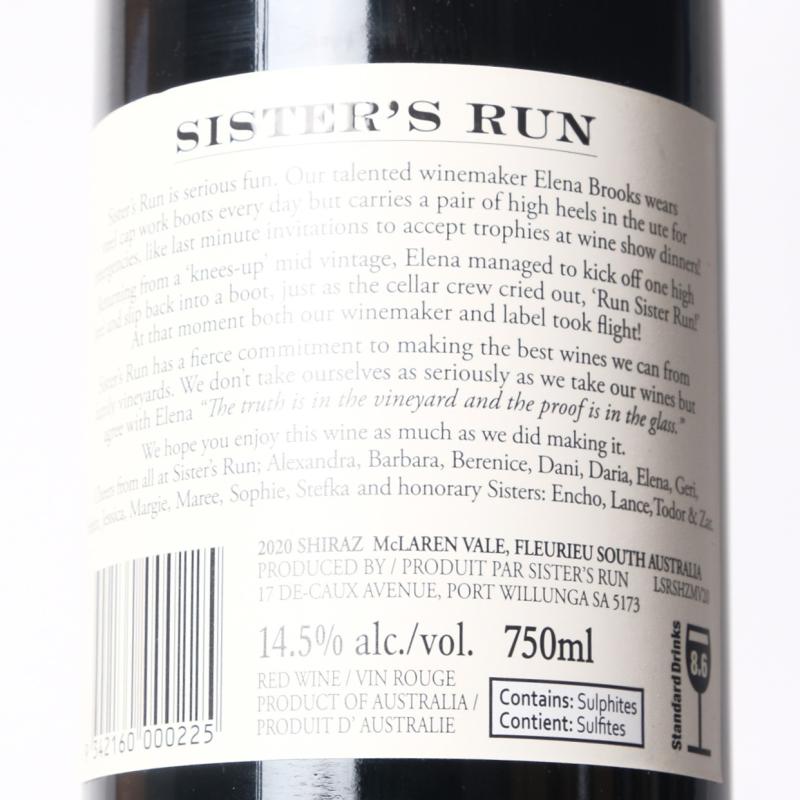 SISTER'S RUN
Sister's Run is serious fun. Our talented winemaker Elena Brooks wears
steel cap work boots every day but carries a pair of high heels in the ute for
emergencies, like last minute invitations to accept trophies at wine show dinners!
Returning from a 'knees-up' mid vintage, Elena managed to kick off one high
and slip back into a boot, just as the cellar crew cried out, 'Run Sister Run!'
At that moment both our winemaker and label took flight!
Sister's Run has a fierce commitment to making the best wines we can from
family vineyards. We don't take ourselves as seriously as we take our wines but
agree with Elena "The truth is in the vineyard and the proof is in the glass."
We hope you enjoy this wine as much as we did making it.
Cheers from all at Sister's Run; Alexandra, Barbara, Berenice, Dani, Daria, Elena, Geri,
Jessica, Margie, Maree, Sophie, Stefka and honorary Sisters: Encho, Lance, Todor & Zar.
2020 SHIRAZ McLAREN VALE, FLEURIEU SOUTH AUSTRALIA
PRODUCED BY / PRODUIT PAR SISTER'S RUN
LSRSHZMV20
17 DE-CAUX AVENUE, PORT WILLUNGA SA 5173
14.5% alc./vol. 750ml
RED WINE / VIN ROUGE
PRODUCT OF AUSTRALIA /
PRODUIT D' AUSTRALIE
Contains: Sulphites
Contient: Sulfites
Standard Drinks
8.6
9 342160 000225